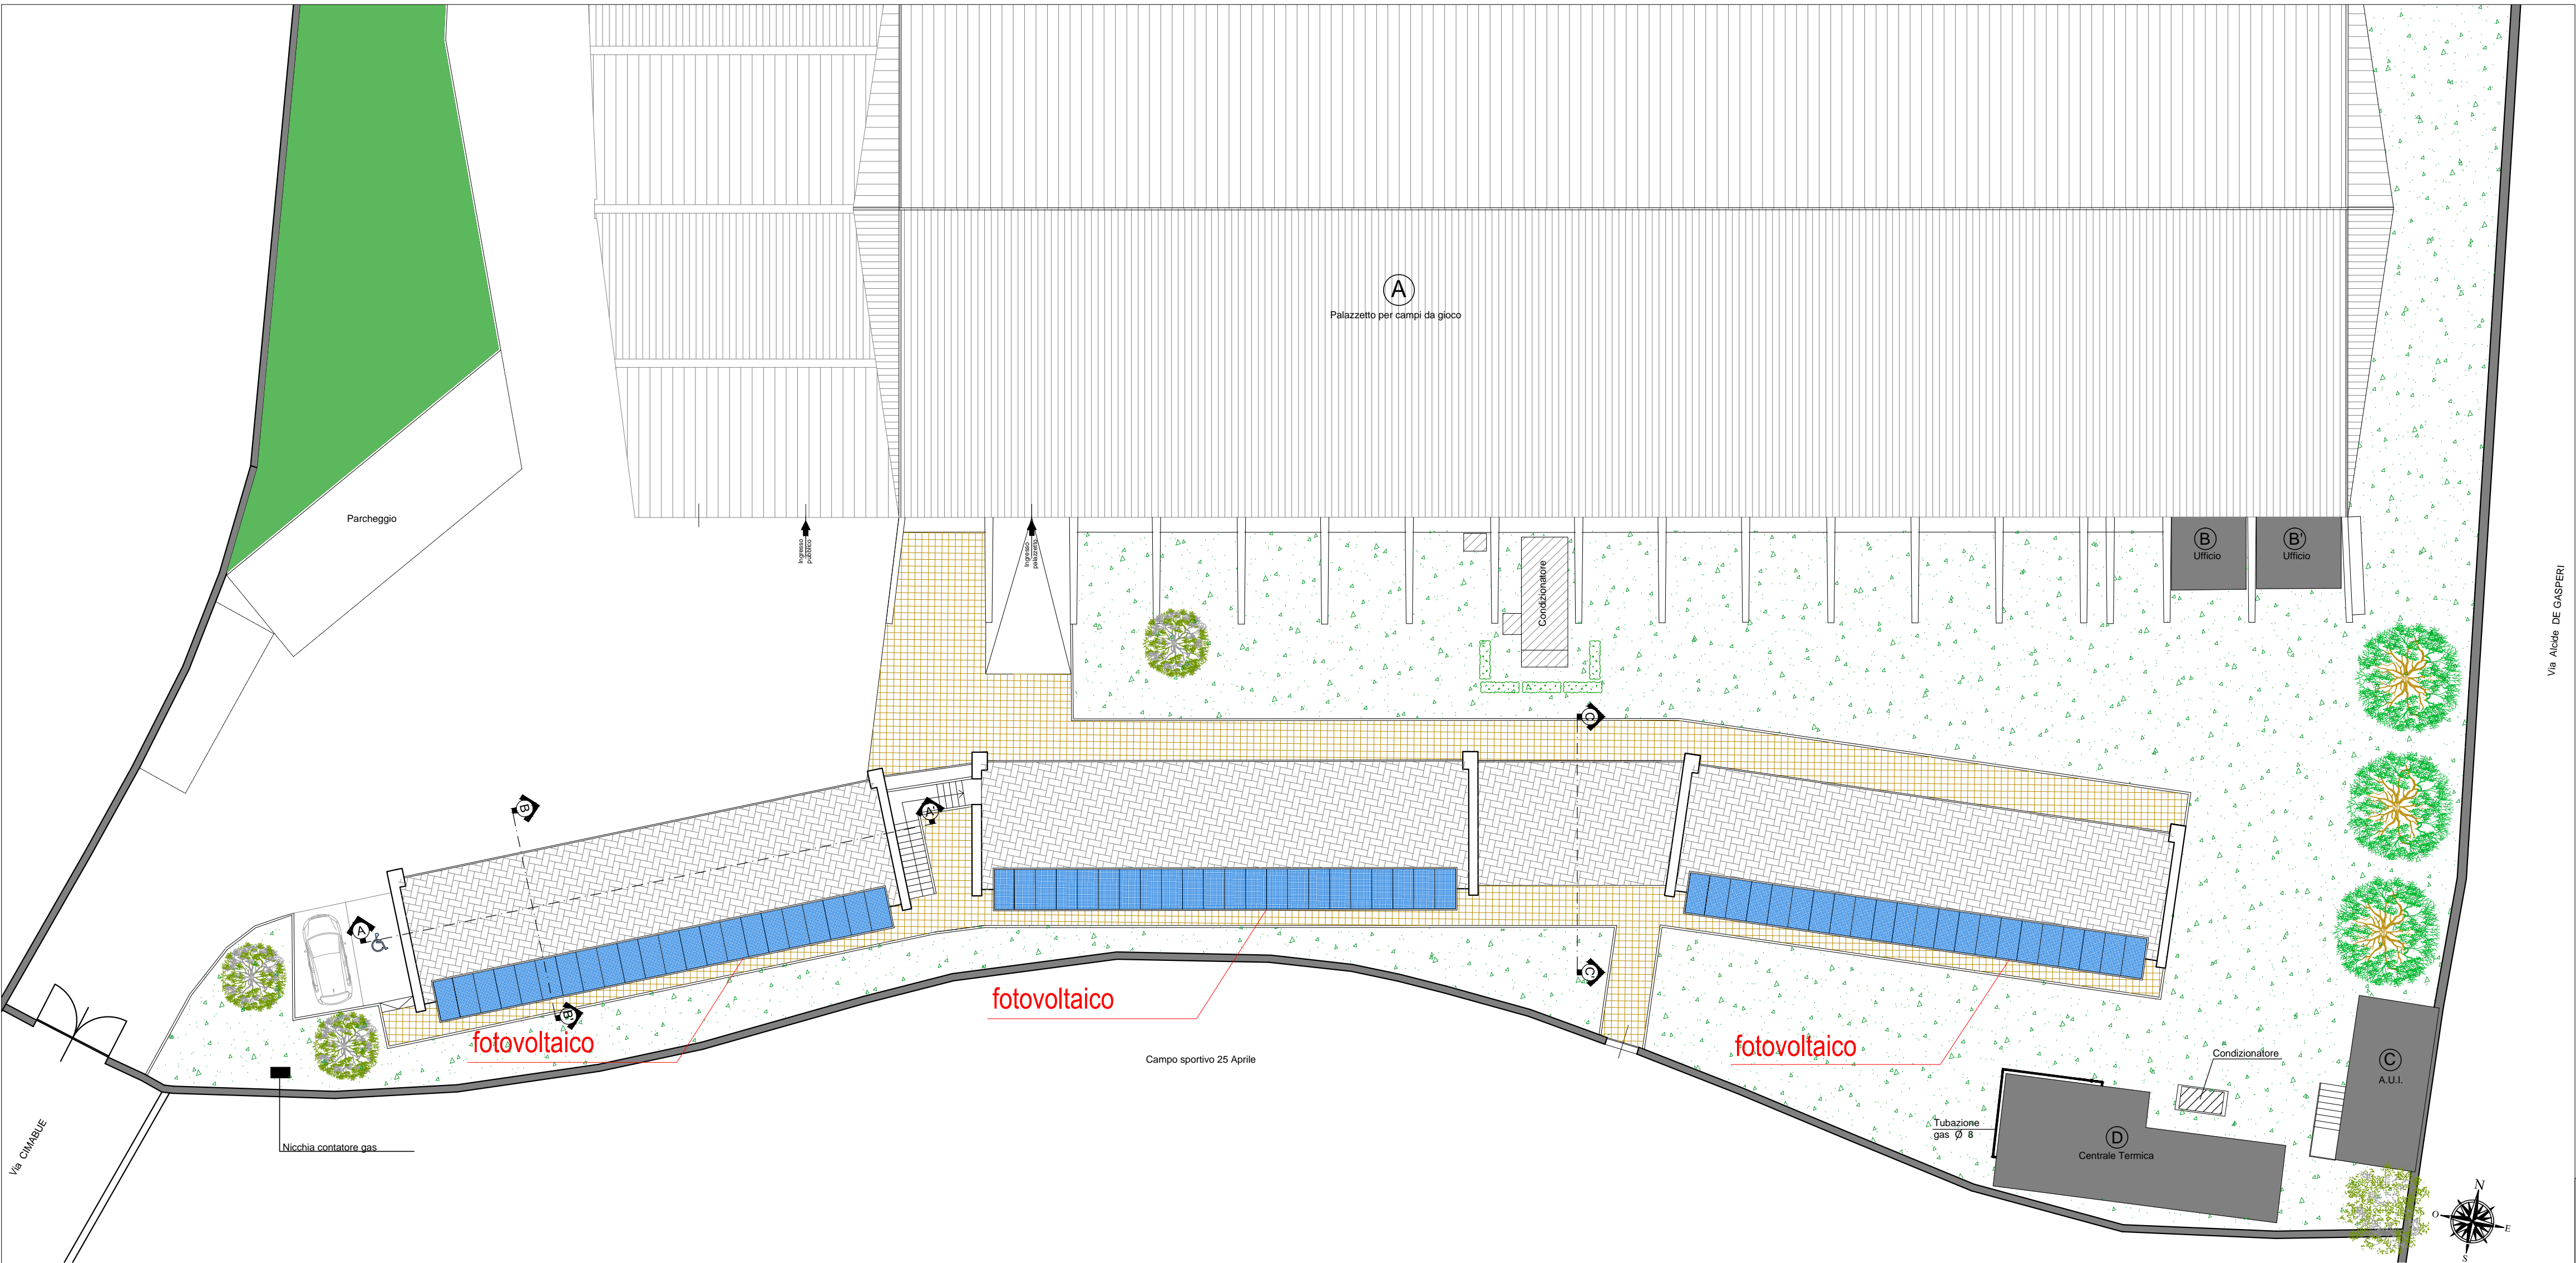 A
Palazzetto per campi da gioco
Parcheggio
Ingresso
pubblico
Ingresso
palazzetto
Condizionatore
B
Ufficio
B'
Ufficio
Via Alcide DE GASPERI
C
B
A'
A
C'
B'
fotovoltaico
fotovoltaico
fotovoltaico
Campo sportivo 25 Aprile
Condizionatore
C
A.U.I.
Tubazione
gas Ø 8
D
Centrale Termica
Nicchia contatore gas
Via CIMABUE
N
O
E
S